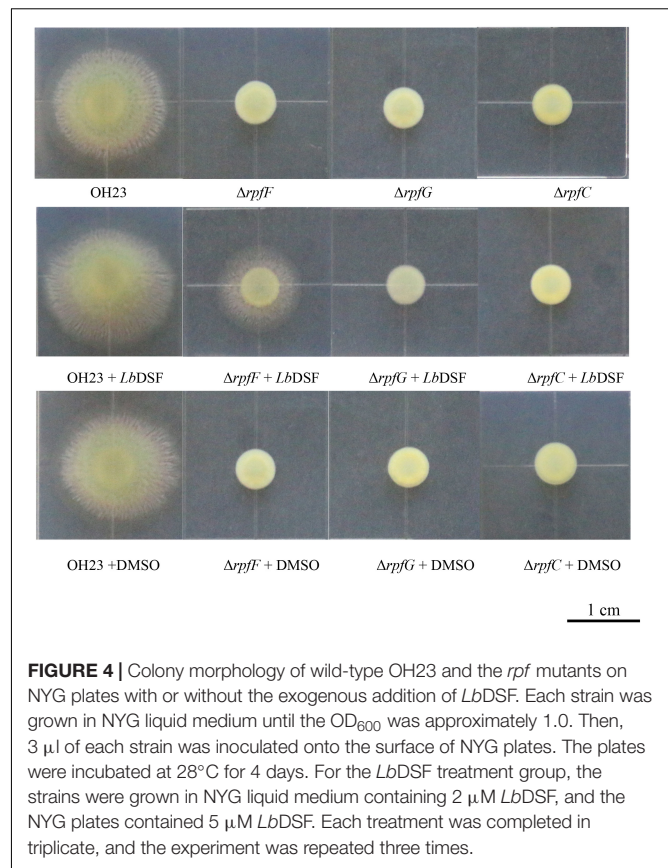 OH23 ΔrpfF ΔrpfG ΔrpfC
OH23 + LbDSF ΔrpfF + LbDSF ΔrpfG + LbDSF ΔrpfC + LbDSF
OH23 +DMSO ΔrpfF + DMSO ΔrpfG + DMSO ΔrpfC + DMSO
1 cm
FIGURE 4 | Colony morphology of wild-type OH23 and the rpf mutants on
NYG plates with or without the exogenous addition of LbDSF. Each strain was
grown in NYG liquid medium until the OD600 was approximately 1.0. Then,
3 μl of each strain was inoculated onto the surface of NYG plates. The plates
were incubated at 28°C for 4 days. For the LbDSF treatment group, the
strains were grown in NYG liquid medium containing 2 μM LbDSF, and the
NYG plates contained 5 μM LbDSF. Each treatment was completed in
triplicate, and the experiment was repeated three times.